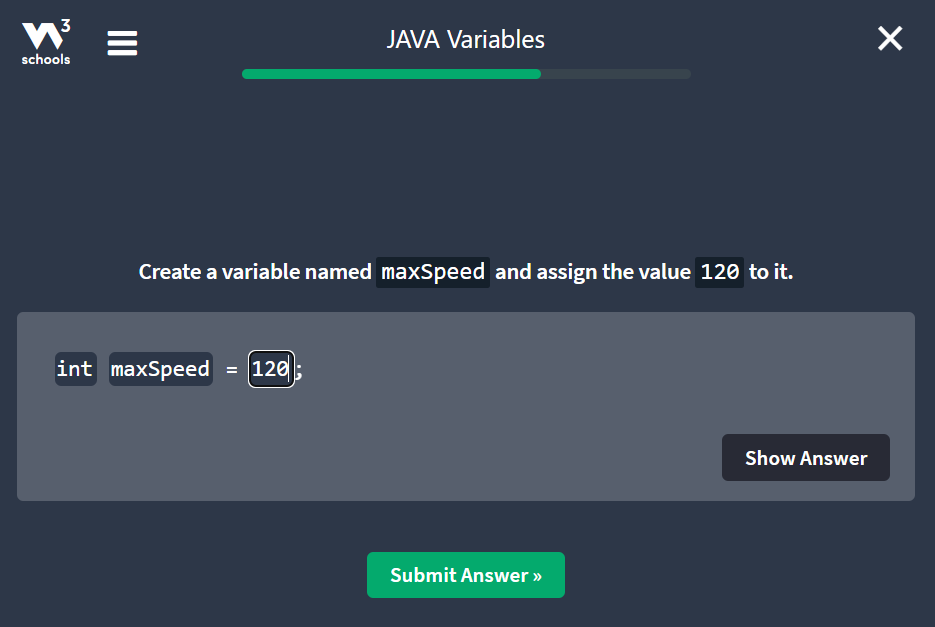 W3
schools
JAVA Variables
Create a variable named maxSpeed and assign the value 120 to it.
int maxSpeed = 120;
Show Answer
Submit Answer »